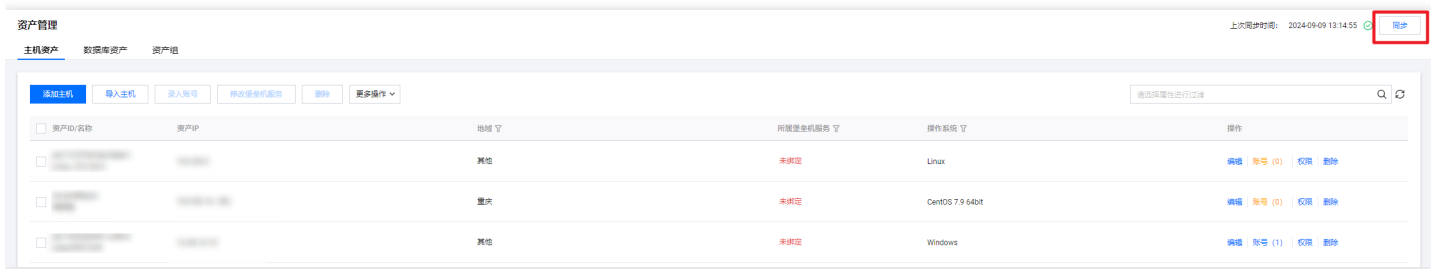 资产管理 上次同步时间： 2024-09-09 13:14:55 同步
主机资产 数据库资产 资产组
添加主机 导入主机 录入账号 修改堡垒机服务 删除 更多操作 请选择属性进行过滤
资产ID/名称 资产IP 地域 所属堡垒机服务 操作系统 操作
其他 未绑定 Linux 编辑 账号 (0) 权限 删除
重庆 未绑定 CentOS 7.9 64bit 编辑 账号 (0) 权限 删除
其他 未绑定 Windows 编辑 账号 (1) 权限 删除